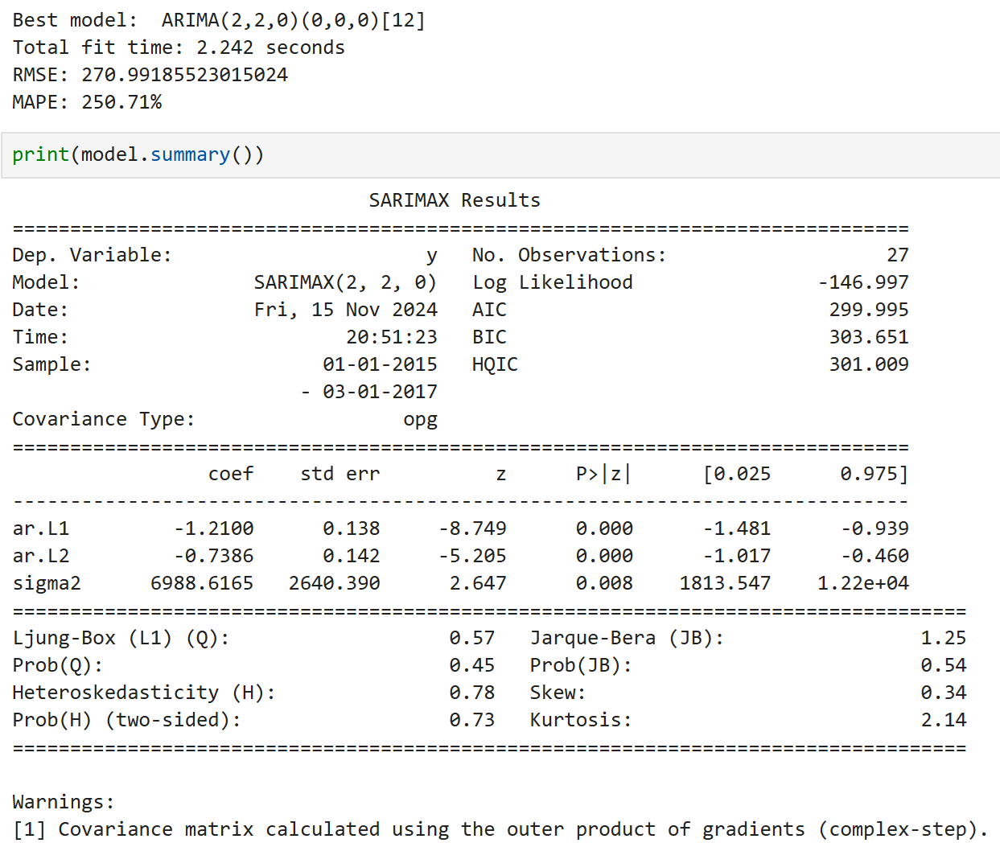 Best model:  ARIMA(2,2,0)(0,0,0)[12]
Total fit time: 2.242 seconds
RMSE: 270.99185523015024
MAPE: 250.71%
print(model.summary())
                               SARIMAX Results
==============================================================================
Dep. Variable:                      y   No. Observations:                   27
Model:               SARIMAX(2, 2, 0)   Log Likelihood                -146.997
Date:                Fri, 15 Nov 2024   AIC                            299.995
Time:                        20:51:23   BIC                            303.651
Sample:                    01-01-2015   HQIC                           301.009
                         - 03-01-2017
Covariance Type:                  opg
==============================================================================
                 coef    std err          z      P>|z|      [0.025      0.975]
------------------------------------------------------------------------------
ar.L1         -1.2100      0.138     -8.749      0.000      -1.481      -0.939
ar.L2         -0.7386      0.142     -5.205      0.000      -1.017      -0.460
sigma2      6988.6165   2640.390      2.647      0.008    1813.547    1.22e+04
===================================================================================
Ljung-Box (L1) (Q):                   0.57   Jarque-Bera (JB):                 1.25
Prob(Q):                              0.45   Prob(JB):                         0.54
Heteroskedasticity (H):               0.78   Skew:                             0.34
Prob(H) (two-sided):                  0.73   Kurtosis:                         2.14
===================================================================================
Warnings:
[1] Covariance matrix calculated using the outer product of gradients (complex-step).